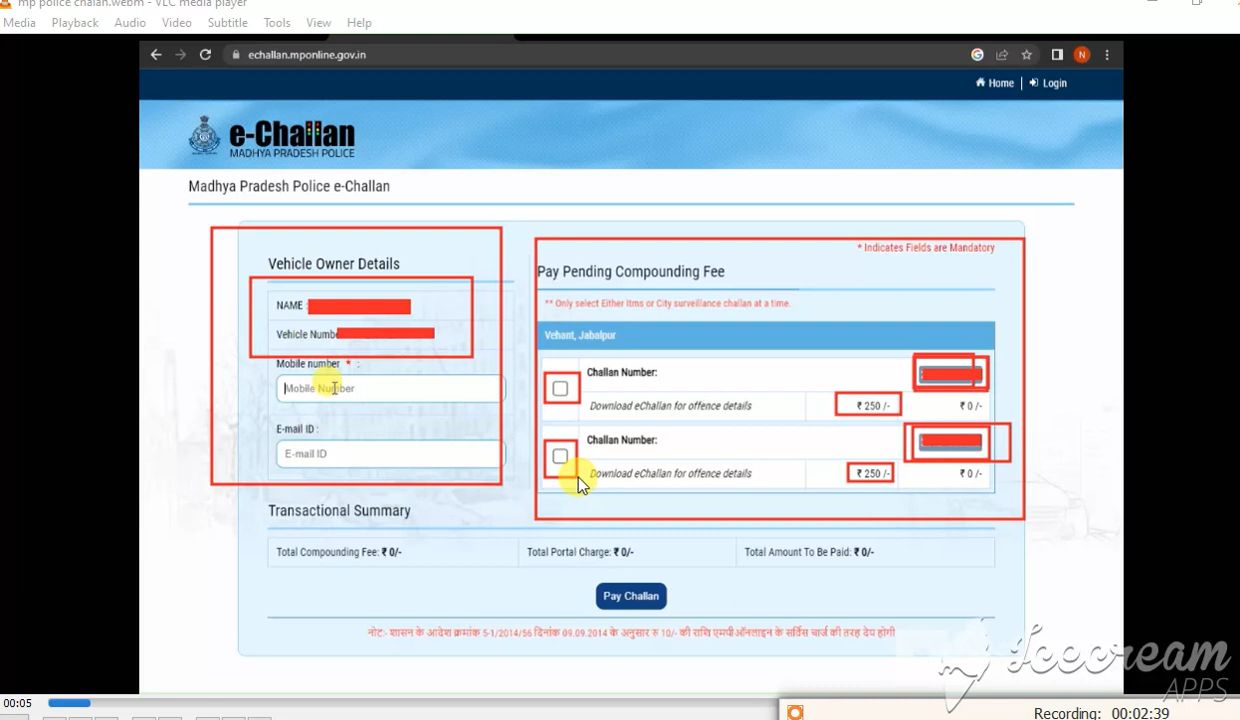 mp police chalan.webm - VLC media player
Media Playback Audio Video Subtitle Tools View Help
echallan.mponline.gov.in
N
Home | Login
e-Challan
MADHYA PRADESH POLICE
Madhya Pradesh Police e-Challan
* Indicates Fields are Mandatory
Vehicle Owner Details
NAME :
Vehicle Numb
Mobile number * :
Mobile Number
E-mail ID :
E-mail ID
Pay Pending Compounding Fee
** Only select Either Itms or City surveillance challan at a time.
Vehant, Jabalpur
Challan Number:
Download eChallan for offence details ₹ 250 /- ₹ 0 /-
Challan Number:
Download eChallan for offence details ₹ 250 /- ₹ 0 /-
Transactional Summary
Total Compounding Fee: ₹ 0/- Total Portal Charge: ₹ 0/- Total Amount To Be Paid: ₹ 0/-
Pay Challan
नोट:- शासन के आदेश क्रमांक 5-1/2014/56 दिनांक 09.09.2014 के अनुसार रु 10/- की राशि एमपीऑनलाइन के सर्विस चार्ज की तरह देय होगी
Icecream
APPS
00:05
Recording: 00:02:39